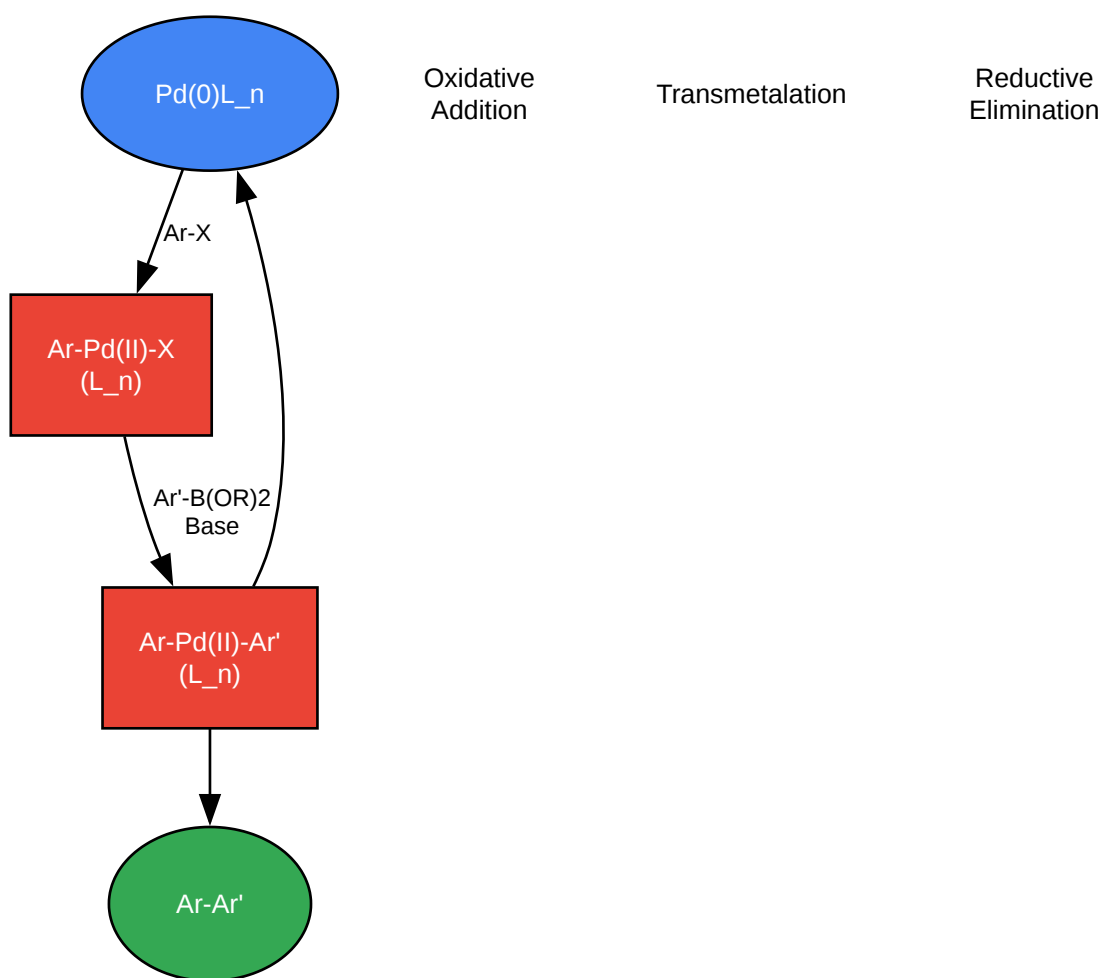 Pd(0)L_n
Oxidative
Addition
Transmetalation
Reductive
Elimination
Ar-X
Ar-Pd(II)-X
(L_n)
Ar'-B(OR)2
Base
Ar-Pd(II)-Ar'
(L_n)
Ar-Ar'